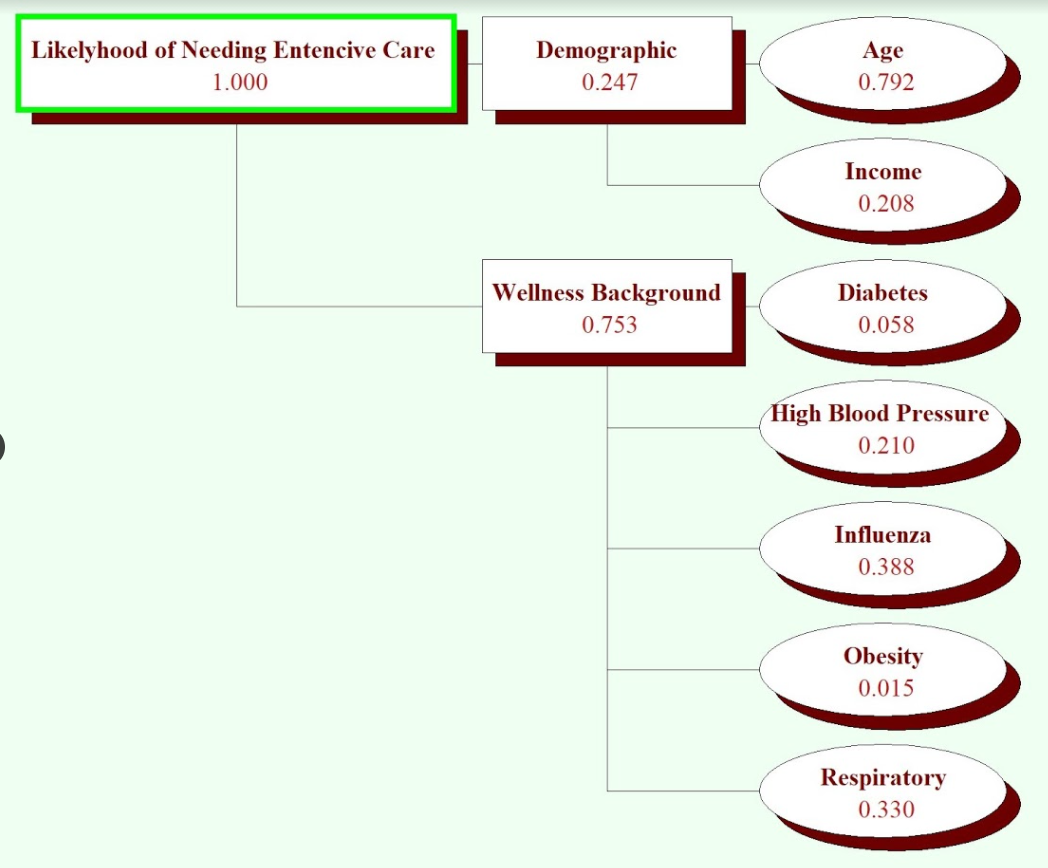 Likelyhood of Needing Entencive Care
1.000
Demographic
0.247
Age
0.792
Income
0.208
Wellness Background
0.753
Diabetes
0.058
High Blood Pressure
0.210
Influenza
0.388
Obesity
0.015
Respiratory
0.330